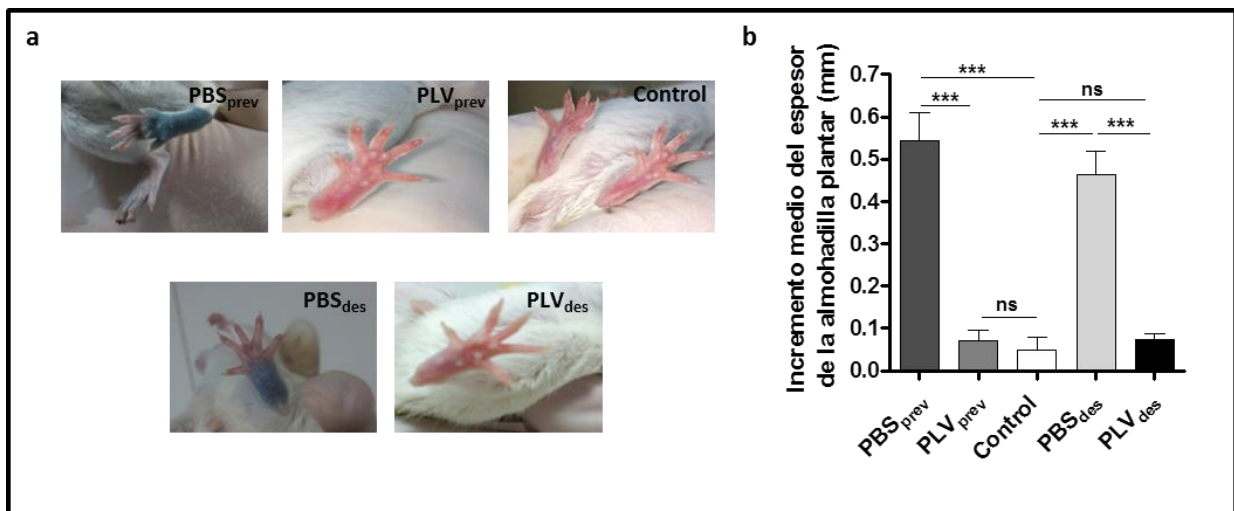 a
PBSprev
PLVprev
Control
PBSdes
PLVdes
b
Incremento medio del espesor
de la almohadilla plantar (mm)
0.7
0.6
0.5
0.4
0.3
0.2
0.1
0.0
***
ns
***
***
***
ns
PBSprev
PLVprev
Control
PBSdes
PLVdes